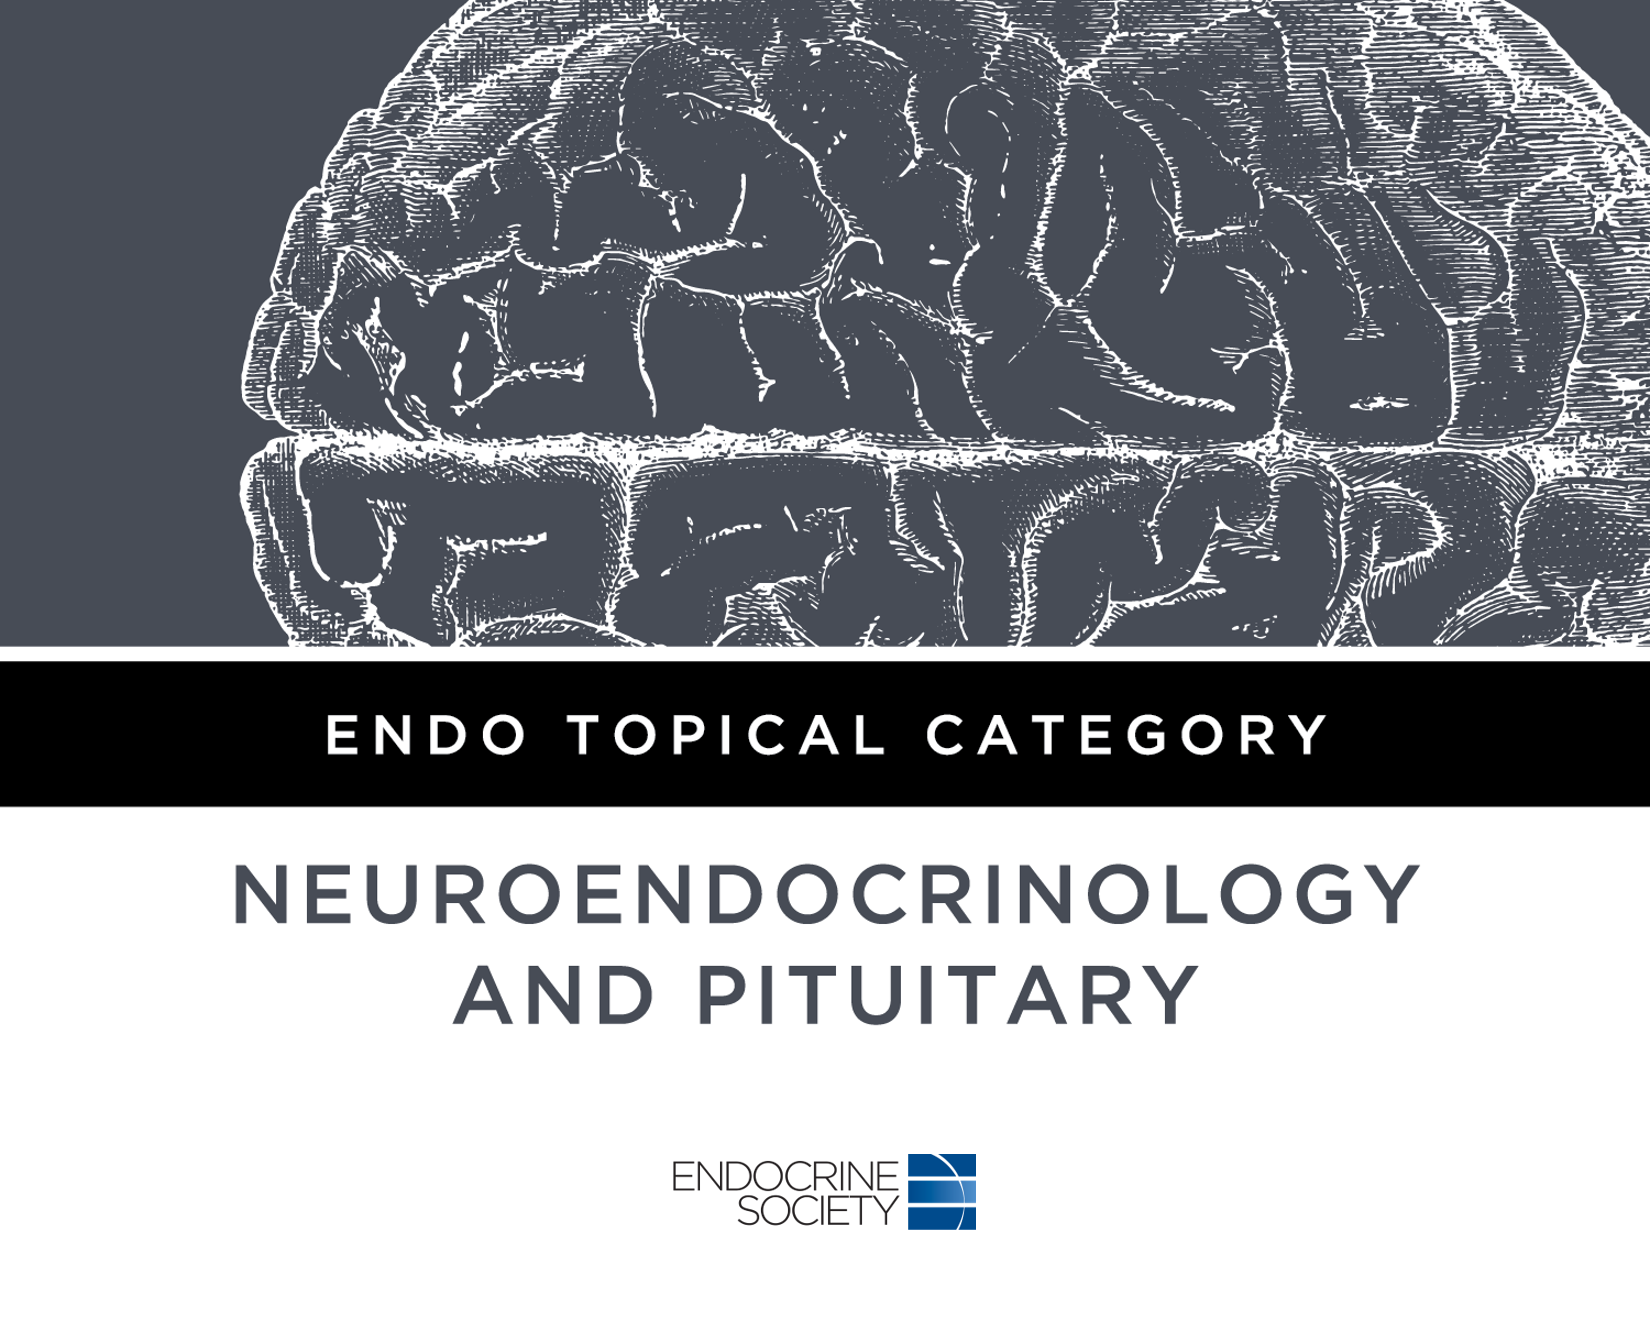 ENDO TOPICAL CATEGORY
NEUROENDOCRINOLOGY
AND PITUITARY
ENDOCRINE
SOCIETY